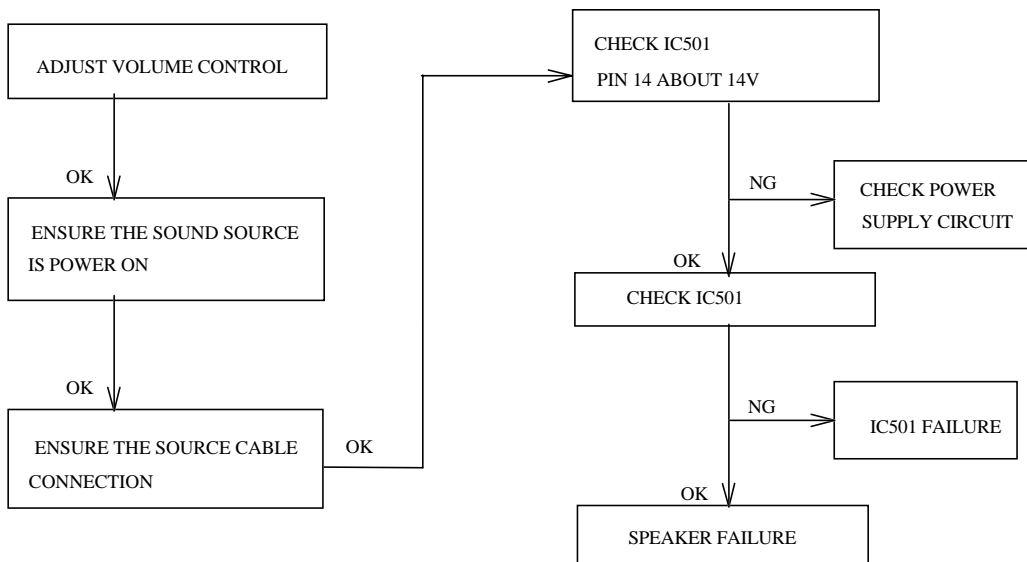 ADJUST VOLUME CONTROL
OK
ENSURE THE SOUND SOURCE
IS POWER ON
OK
ENSURE THE SOURCE CABLE
CONNECTION
OK
CHECK IC501
PIN 14 ABOUT 14V
NG
CHECK POWER
SUPPLY CIRCUIT
OK
CHECK IC501
NG
IC501 FAILURE
OK
SPEAKER FAILURE